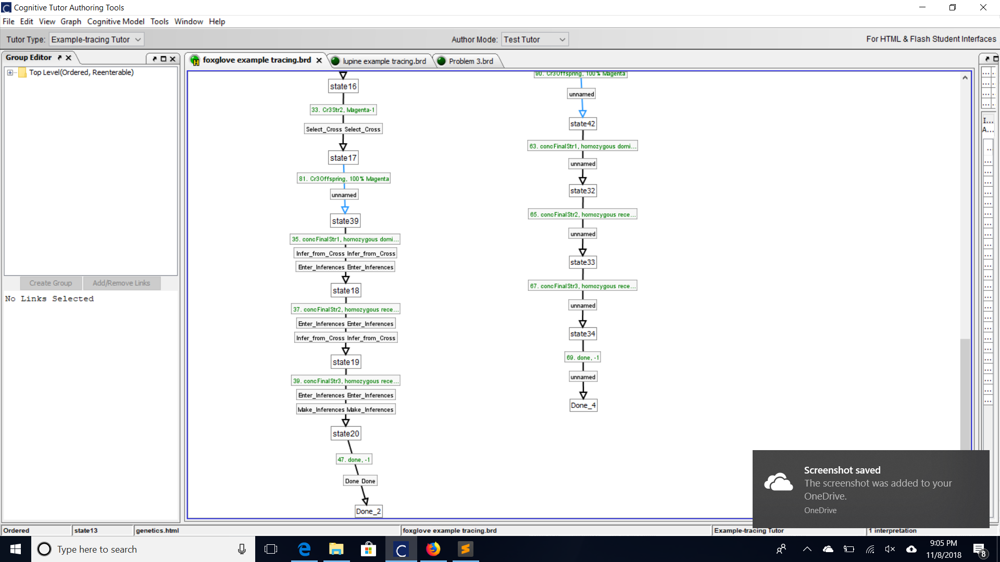 Cognitive Tutor Authoring Tools
File Edit View Graph Cognitive Model Tools Window Help
Tutor Type: Example-tracing Tutor
Author Mode: Test Tutor
For HTML & Flash Student Interfaces
Group Editor
Top Level(Ordered, Reenterable)
Create Group
Add/Remove Links
No Links Selected
foxglove example tracing.brd
lupine example tracing.brd
Problem 3.brd
state16
33. Cr3Str2, Magenta-1
Select_Cross Select_Cross
state17
81. Cr3Offspring, 100% Magenta
unnamed
state39
35. concFinalStr1, homozygous domi...
Infer_from_Cross Infer_from_Cross
Enter_Inferences Enter_Inferences
state18
37. concFinalStr2, homozygous rece...
Enter_Inferences Enter_Inferences
Infer_from_Cross Infer_from_Cross
state19
39. concFinalStr3, homozygous rece...
Enter_Inferences Enter_Inferences
Make_Inferences Make_Inferences
state20
47. done, -1
Done Done
Done_2
90. Cr3Offspring, 100% Magenta
unnamed
state42
63. concFinalStr1, homozygous domi...
unnamed
state32
65. concFinalStr2, homozygous rece...
unnamed
state33
67. concFinalStr3, homozygous rece...
unnamed
state34
69. done, -1
unnamed
Done_4
I...
A...
Screenshot saved
The screenshot was added to your
OneDrive.
OneDrive
Ordered
state13
genetics.html
foxglove example tracing.brd
Example-tracing Tutor
1 interpretation
Type here to search
9:05 PM
11/8/2018
8